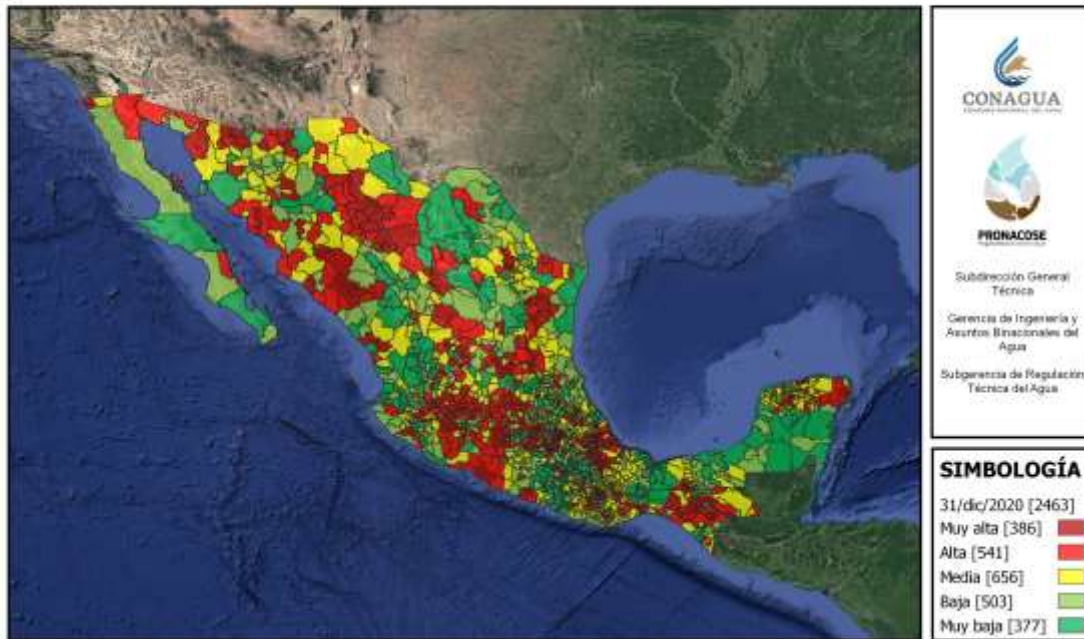 CONAGUA
PRONACOSE
Subdirección General
Técnica
Gerencia de Ingeniería y
Asuntos Binacionales del
Agua
Subgerencia de Regulación
Técnica del Agua
SIMBOLOGÍA
31/dic/2020 [2463]
Muy alta [386]
Alta [541]
Media [656]
Baja [503]
Muy baja [377]